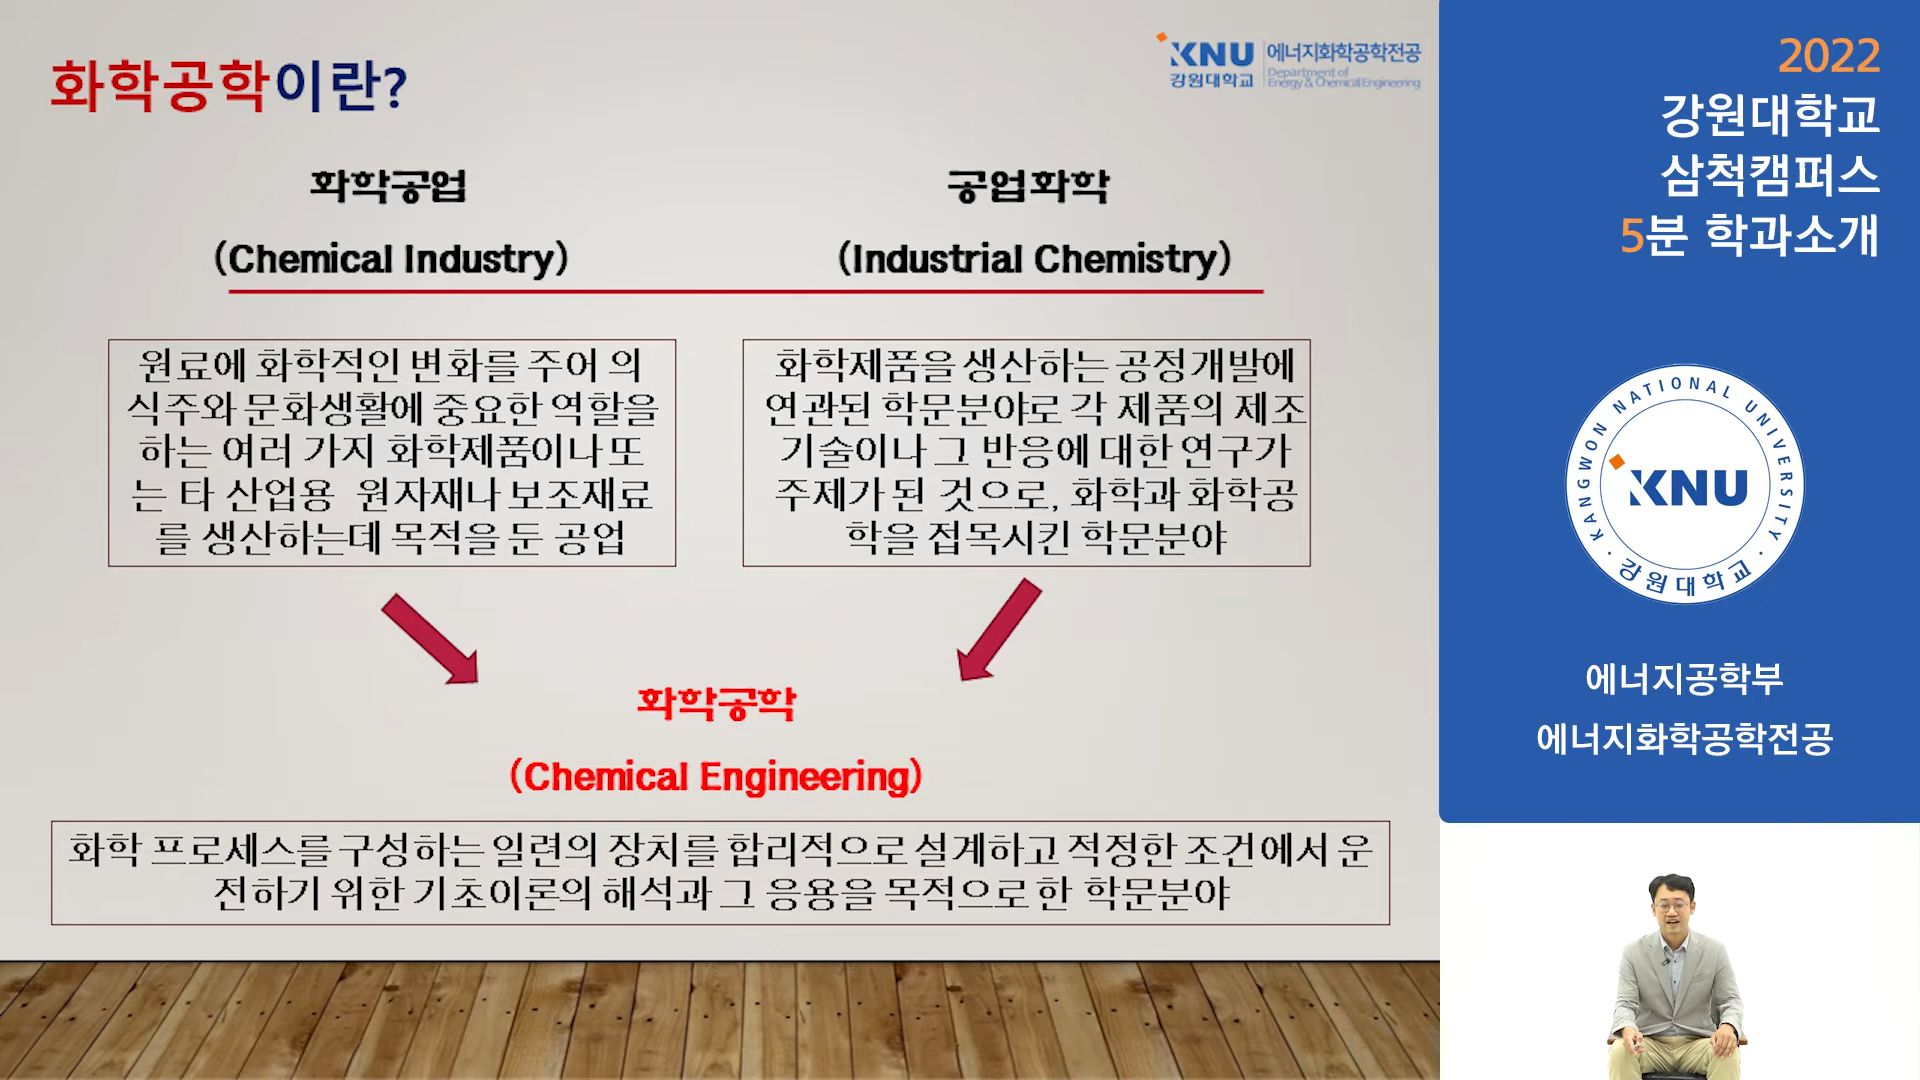 화학공학이란?
KNU 에너지화학공학전공
강원대학교 Department of
Energy & Chemical Engineering
화학공업
(Chemical Industry)
공업화학
(Industrial Chemistry)
원료에 화학적인 변화를 주어 의
식주와 문화생활에 중요한 역할을
하는 여러 가지 화학제품이나 또
는 타 산업용 원자재나 보조재료
를 생산하는데 목적을 둔 공업
화학제품을 생산하는 공정개발에
연관된 학문분야로 각 제품의 제조
기술이나 그 반응에 대한 연구가
주제가 된 것으로, 화학과 화학공
학을 접목시킨 학문분야
화학공학
(Chemical Engineering)
화학 프로세스를 구성하는 일련의 장치를 합리적으로 설계하고 적정한 조건에서 운
전하기 위한 기초이론의 해석과 그 응용을 목적으로 한 학문분야
2022
강원대학교
삼척캠퍼스
5분 학과소개
KANGWON NATIONAL UNIVERSITY
KNU
강원대학교
에너지공학부
에너지화학공학전공